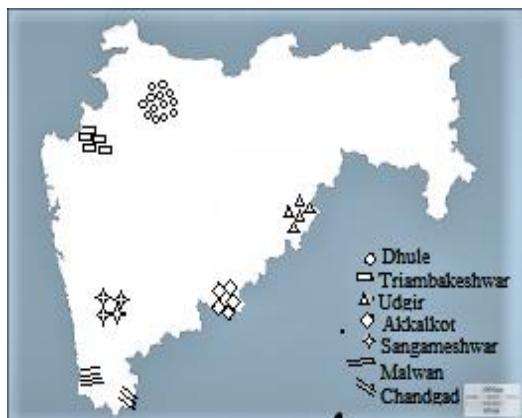 Dhule
Triambakeshwar
Udgir
Akkalkot
Sangameshwar
Malwan
Chandgad